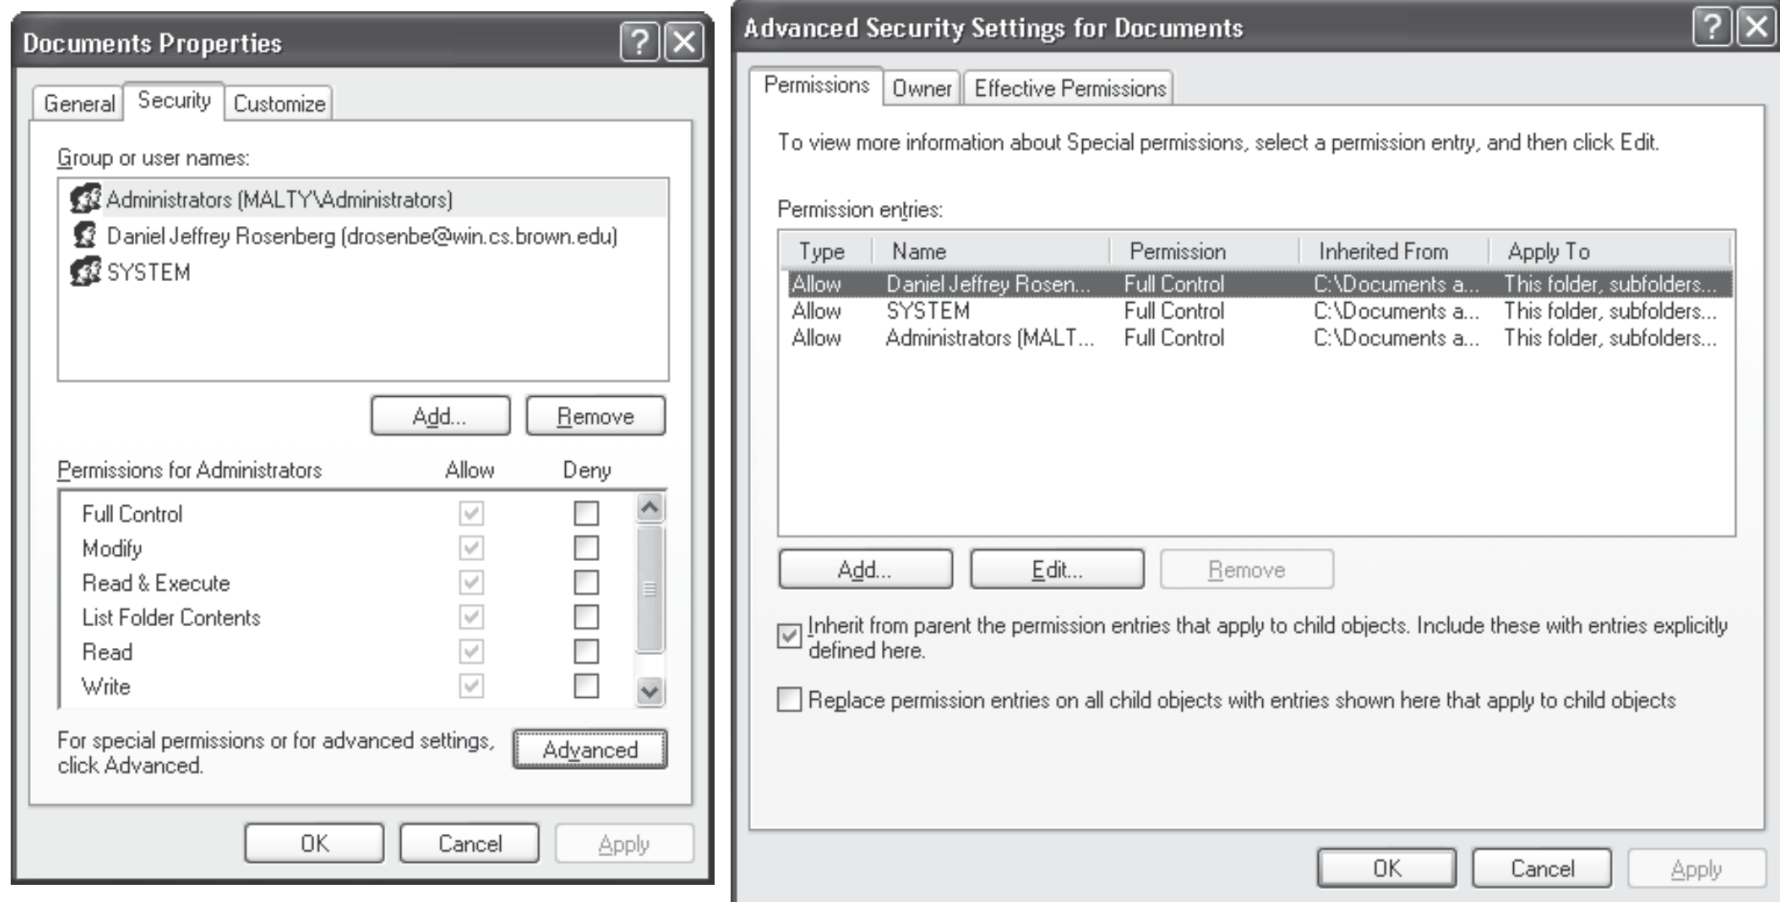 Documents Properties
General Security Customize
Group or user names:
Administrators (MALTY\Administrators)
Daniel Jeffrey Rosenberg (drosenbe@win.cs.brown.edu)
SYSTEM
Add... Remove
Permissions for Administrators Allow Deny
Full Control
Modify
Read & Execute
List Folder Contents
Read
Write
For special permissions or for advanced settings,
click Advanced.
Advanced
OK Cancel Apply
Advanced Security Settings for Documents
Permissions Owner Effective Permissions
To view more information about Special permissions, select a permission entry, and then click Edit.
Permission entries:
Type Name Permission Inherited From Apply To
Allow Daniel Jeffrey Rosen... Full Control C:\Documents a... This folder, subfolders...
Allow SYSTEM Full Control C:\Documents a... This folder, subfolders...
Allow Administrators (MALT... Full Control C:\Documents a... This folder, subfolders...
Add... Edit... Remove
Inherit from parent the permission entries that apply to child objects. Include these with entries explicitly
defined here.
Replace permission entries on all child objects with entries shown here that apply to child objects
OK Cancel Apply